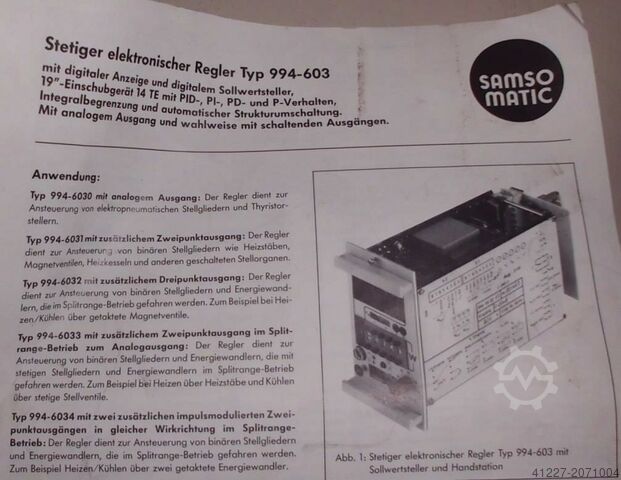 Stetiger elektronischer Regler Typ 994-603
mit digitaler Anzeige und digitalem Sollwertsteller,
19"-Einschubgerät 14 TE mit PID-, PI-, PD- und P-Verhalten,
Integralbegrenzung und automatischer Strukturumschaltung.
Mit analogem Ausgang und wahlweise mit schaltenden Ausgängen.
SAMSO
MATIC
Anwendung:
Typ 994-6030 mit analogem Ausgang: Der Regler dient zur
Ansteuerung von elektropneumatischen Stellgliedern und Thyristor-
stellern.
Typ 994-6031 mit zusätzlichem Zweipunktausgang: Der Regler
dient zur Ansteuerung von binären Stellgliedern wie Heizstäben,
Magnetventilen, Heizkesseln und anderen geschalteten Stellorganen.
Typ 994-6032 mit zusätzlichem Dreipunktausgang: Der Regler
dient zur Ansteuerung von binären Stellgliedern und Energiewand-
lern, die im Splitrange-Betrieb gefahren werden. Zum Beispiel bei Hei-
zen/Kühlen über getaktete Magnetventile.
Typ 994-6033 mit zusätzlichem Zweipunktausgang im Split-
range-Betrieb zum Analogausgang: Der Regler dient zur
Ansteuerung von binären Stellgliedern und Energiewandlern, die mit
stetigen Stellgliedern und Energiewandlern im Splitrange-Betrieb
gefahren werden. Zum Beispiel bei Heizen über Heizstäbe und Kühlen
über stetige Stellventile.
Typ 994-6034 mit zwei zusätzlichen impulsmodulierten Zwei-
punktausgängen in gleicher Wirkrichtung im Splitrange-
Betrieb: Der Regler dient zur Ansteuerung von binären Stellgliedern
und Energiewandlern, die im Splitrange-Betrieb gefahren werden.
Zum Beispiel Heizen/Kühlen über zwei getaktete Energiewandler.
Abb. 1: Stetiger elektronischer Regler Typ 994-603 mit
Sollwertsteller und Handstation
41227-2071004